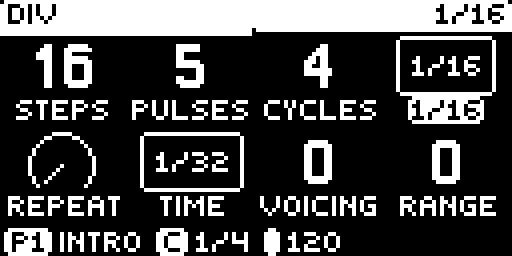 DIV 1/16
16 5 4 1/16
STEPS PULSES CYCLES 1/16
1/32 0 0
REPEAT TIME VOICING RANGE
P1 INTRO C 1/4 120